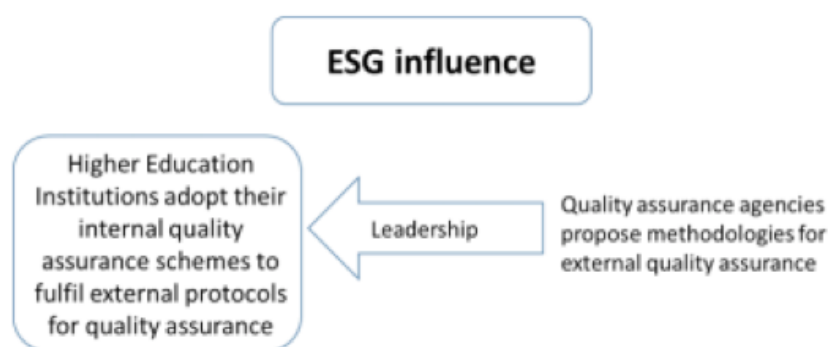 ESG influence
Higher Education
Institutions adopt their
internal quality
assurance schemes to
fulfil external protocols
for quality assurance
Leadership
Quality assurance agencies
propose methodologies for
external quality assurance